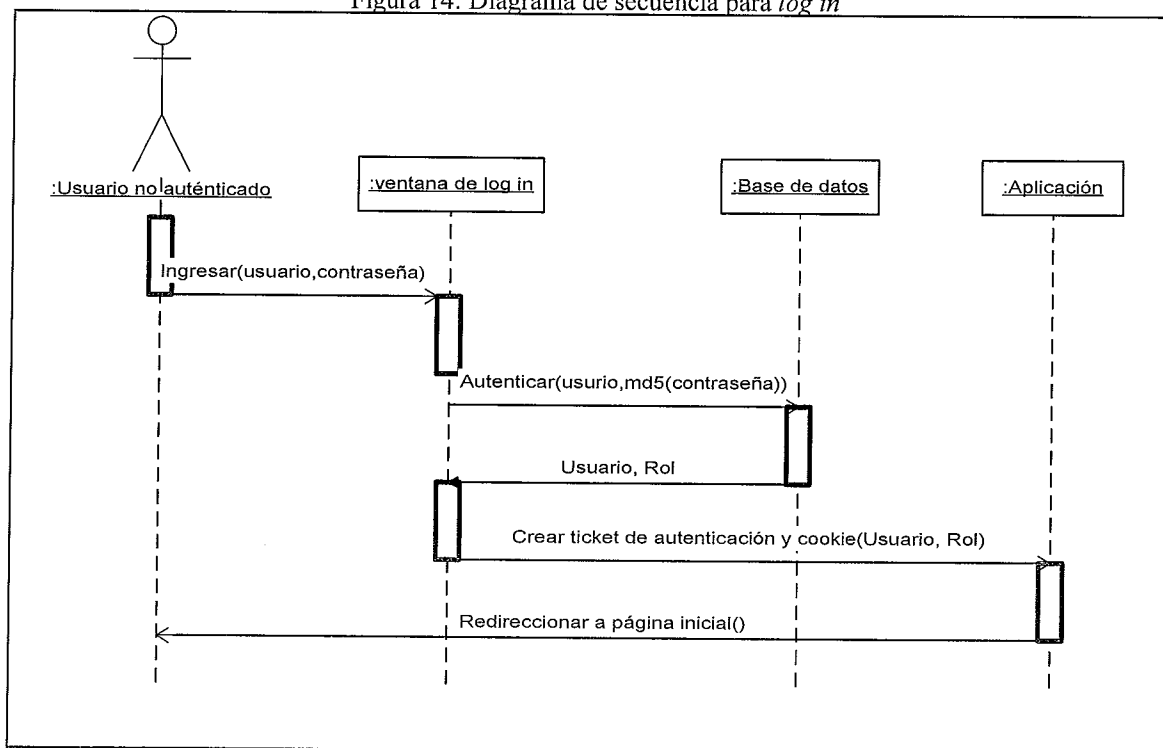 Figura 14. Diagrama de secuencia para log in
:Usuario no auténticado
:ventana de log in
:Base de datos
:Aplicación
Ingresar(usuario,contraseña)
Autenticar(usurio,md5(contraseña))
Usuario, Rol
Crear ticket de autenticación y cookie(Usuario, Rol)
Redireccionar a página inicial()